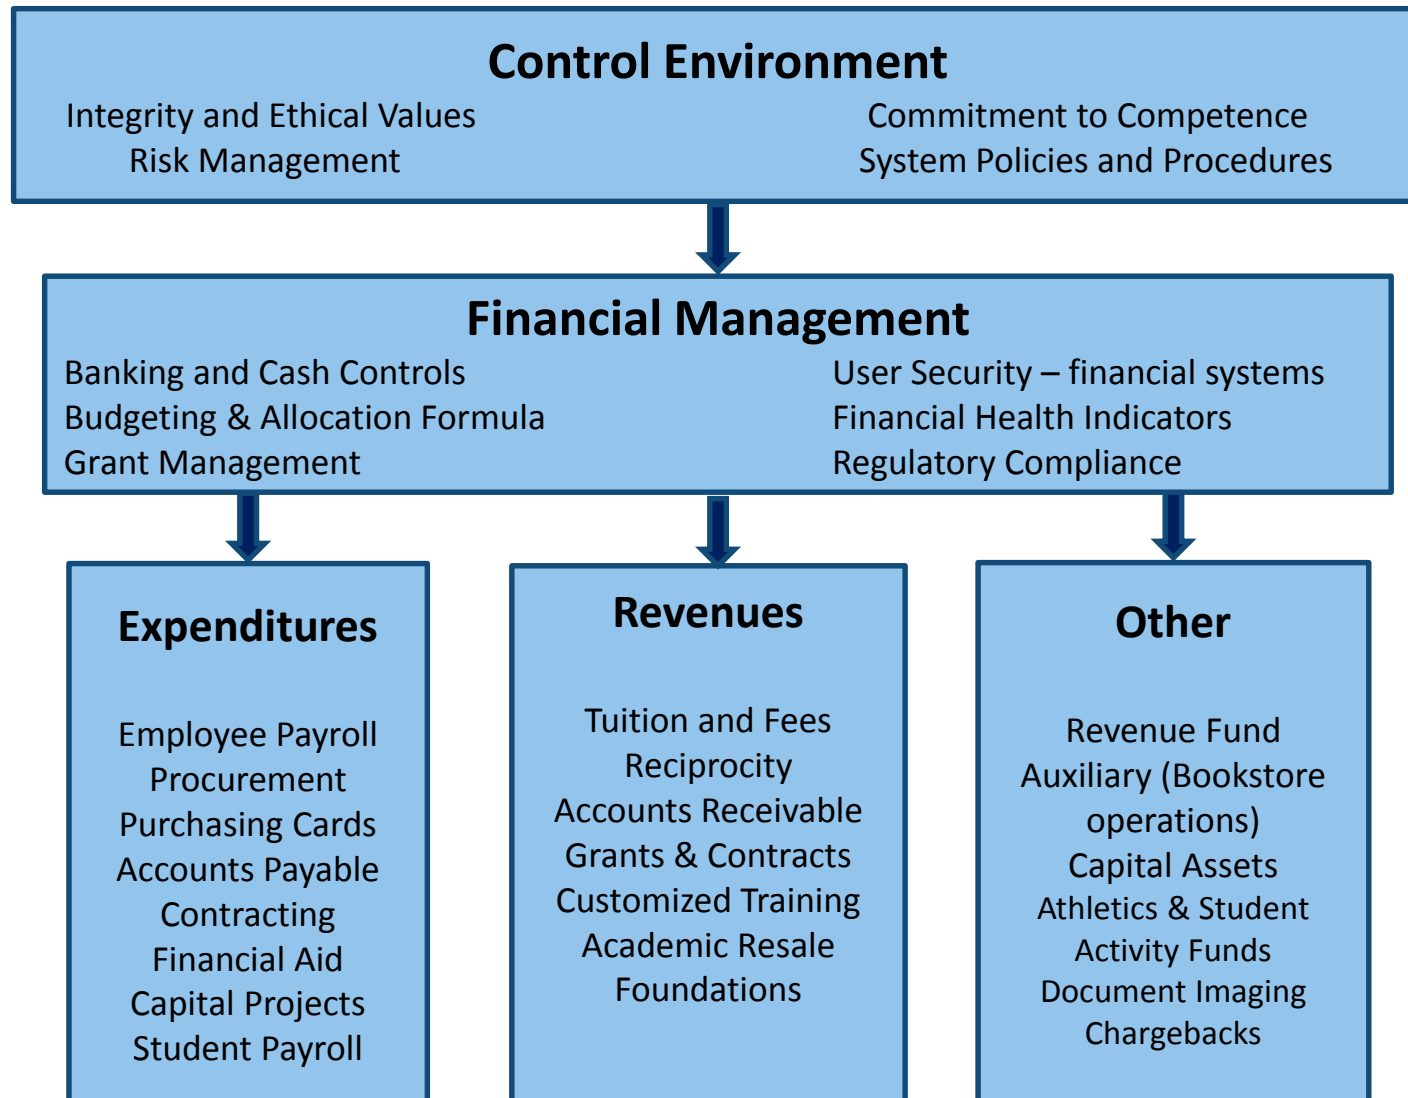 Control Environment
Integrity and Ethical Values
Commitment to Competence
Risk Management
System Policies and Procedures
Financial Management
Banking and Cash Controls
User Security – financial systems
Budgeting & Allocation Formula
Financial Health Indicators
Grant Management
Regulatory Compliance
Expenditures
Employee Payroll
Procurement
Purchasing Cards
Accounts Payable
Contracting
Financial Aid
Capital Projects
Student Payroll
Revenues
Tuition and Fees
Reciprocity
Accounts Receivable
Grants & Contracts
Customized Training
Academic Resale
Foundations
Other
Revenue Fund
Auxiliary (Bookstore
operations)
Capital Assets
Athletics & Student
Activity Funds
Document Imaging
Chargebacks